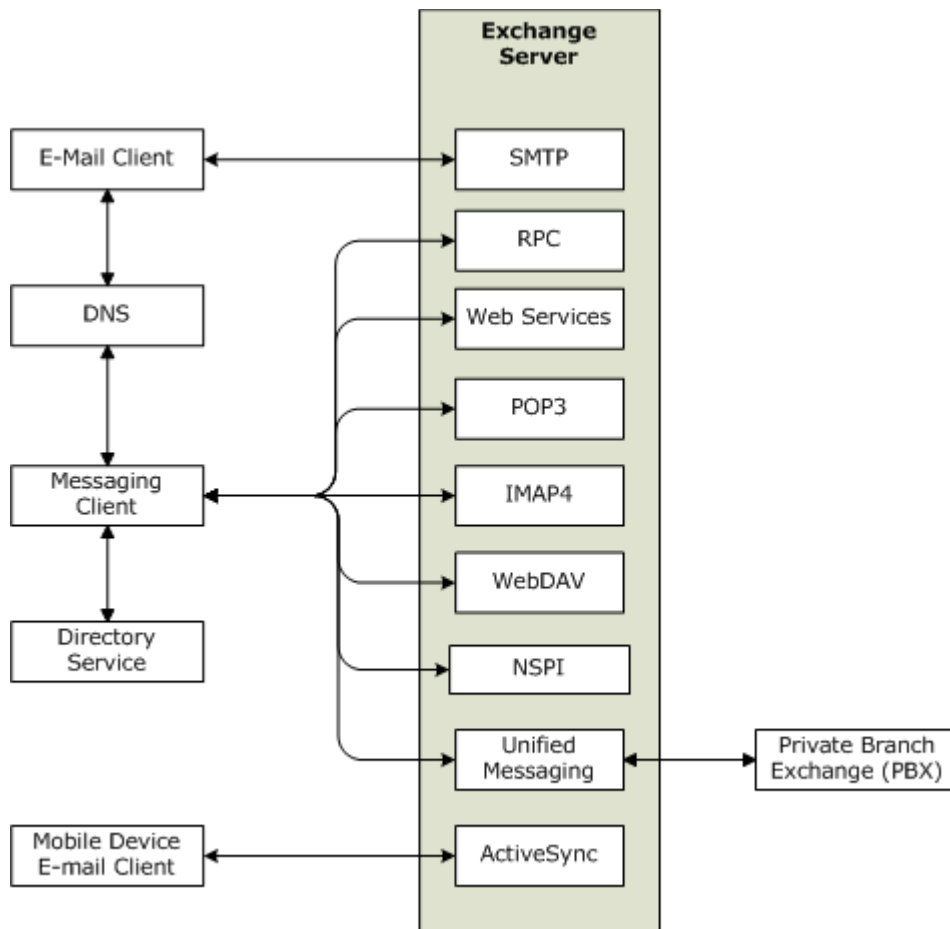 Exchange
Server
E-Mail Client
SMTP
RPC
DNS
Web Services
POP3
Messaging
Client
IMAP4
WebDAV
Directory
Service
NSPI
Unified
Messaging
Private Branch
Exchange (PBX)
Mobile Device
E-mail Client
ActiveSync